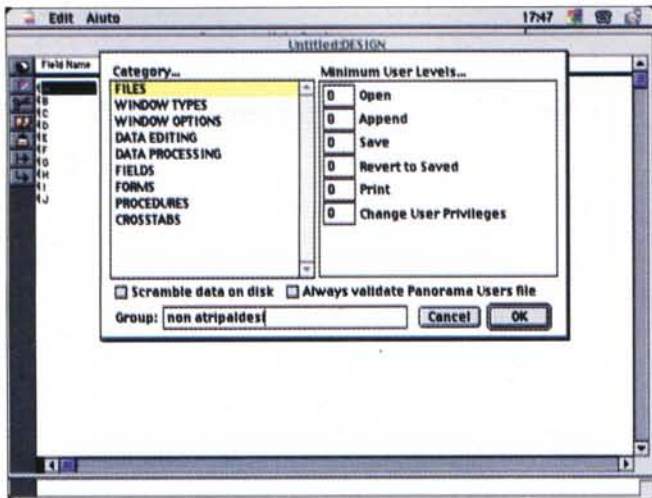 Edit Aiuto 17:47
Untitled:DESIGN
Field Name
Category...
FILES
WINDOW TYPES
WINDOW OPTIONS
DATA EDITING
DATA PROCESSING
FIELDS
FORMS
PROCEDURES
CROSSTABS
Minimum User Levels...
0 Open
0 Append
0 Save
0 Revert to Saved
0 Print
0 Change User Privileges
B
C
D
E
F
G
H
I
J
Scramble data on disk Always validate Panorama Users file
Group: non atripaldesi Cancel OK